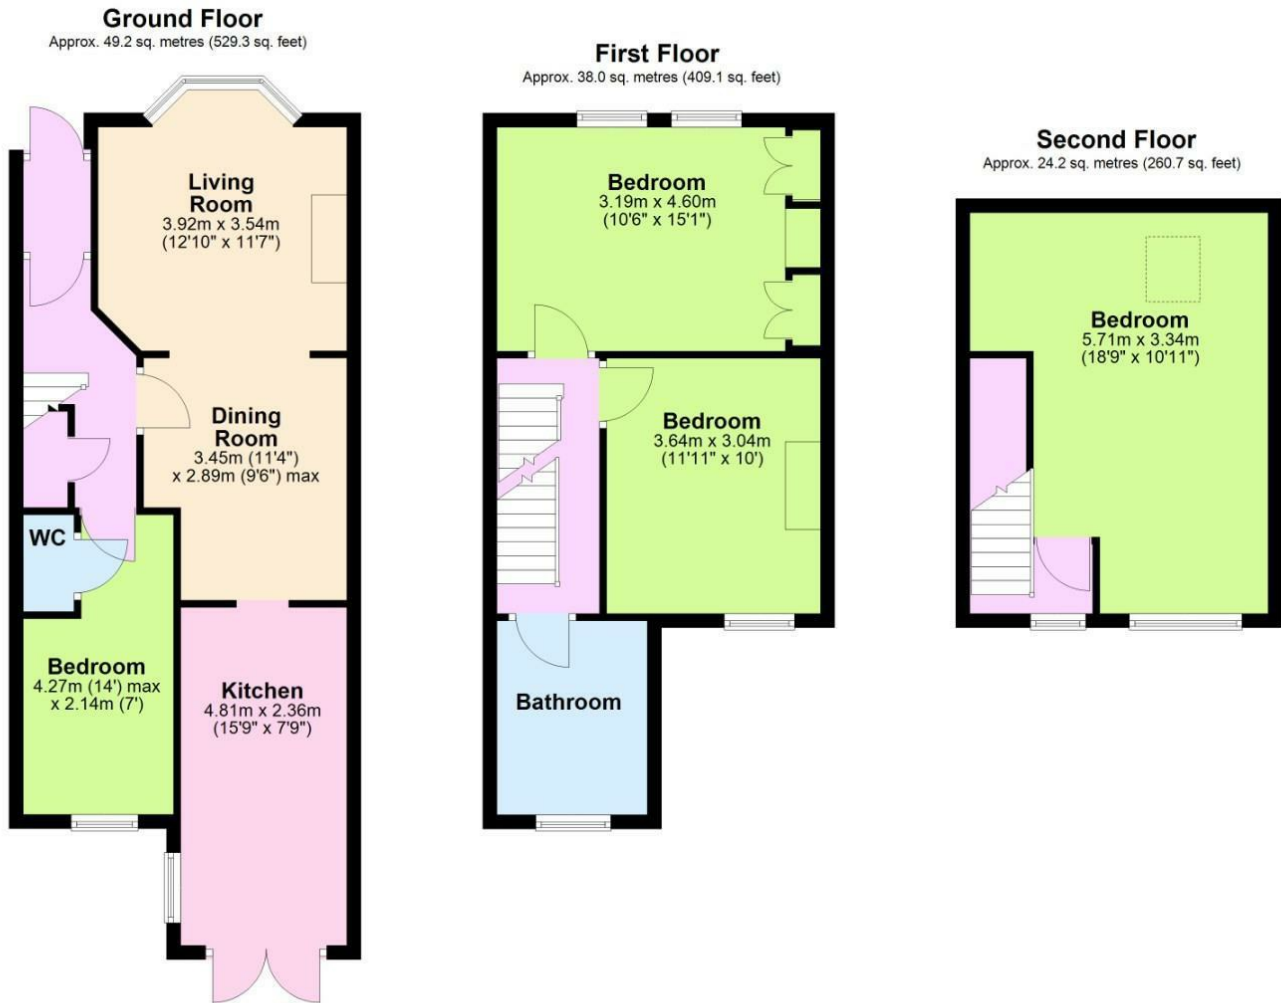 Ground Floor
Approx. 49.2 sq. metres (529.3 sq. feet)
Living
Room
3.92m x 3.54m
(12'10" x 11'7")
Dining
Room
3.45m (11'4")
x 2.89m (9'6") max
WC
Bedroom
4.27m (14') max
x 2.14m (7')
Kitchen
4.81m x 2.36m
(15'9" x 7'9")
First Floor
Approx. 38.0 sq. metres (409.1 sq. feet)
Bedroom
3.19m x 4.60m
(10'6" x 15'1")
Bedroom
3.64m x 3.04m
(11'11" x 10')
Bathroom
Second Floor
Approx. 24.2 sq. metres (260.7 sq. feet)
Bedroom
5.71m x 3.34m
(18'9" x 10'11")